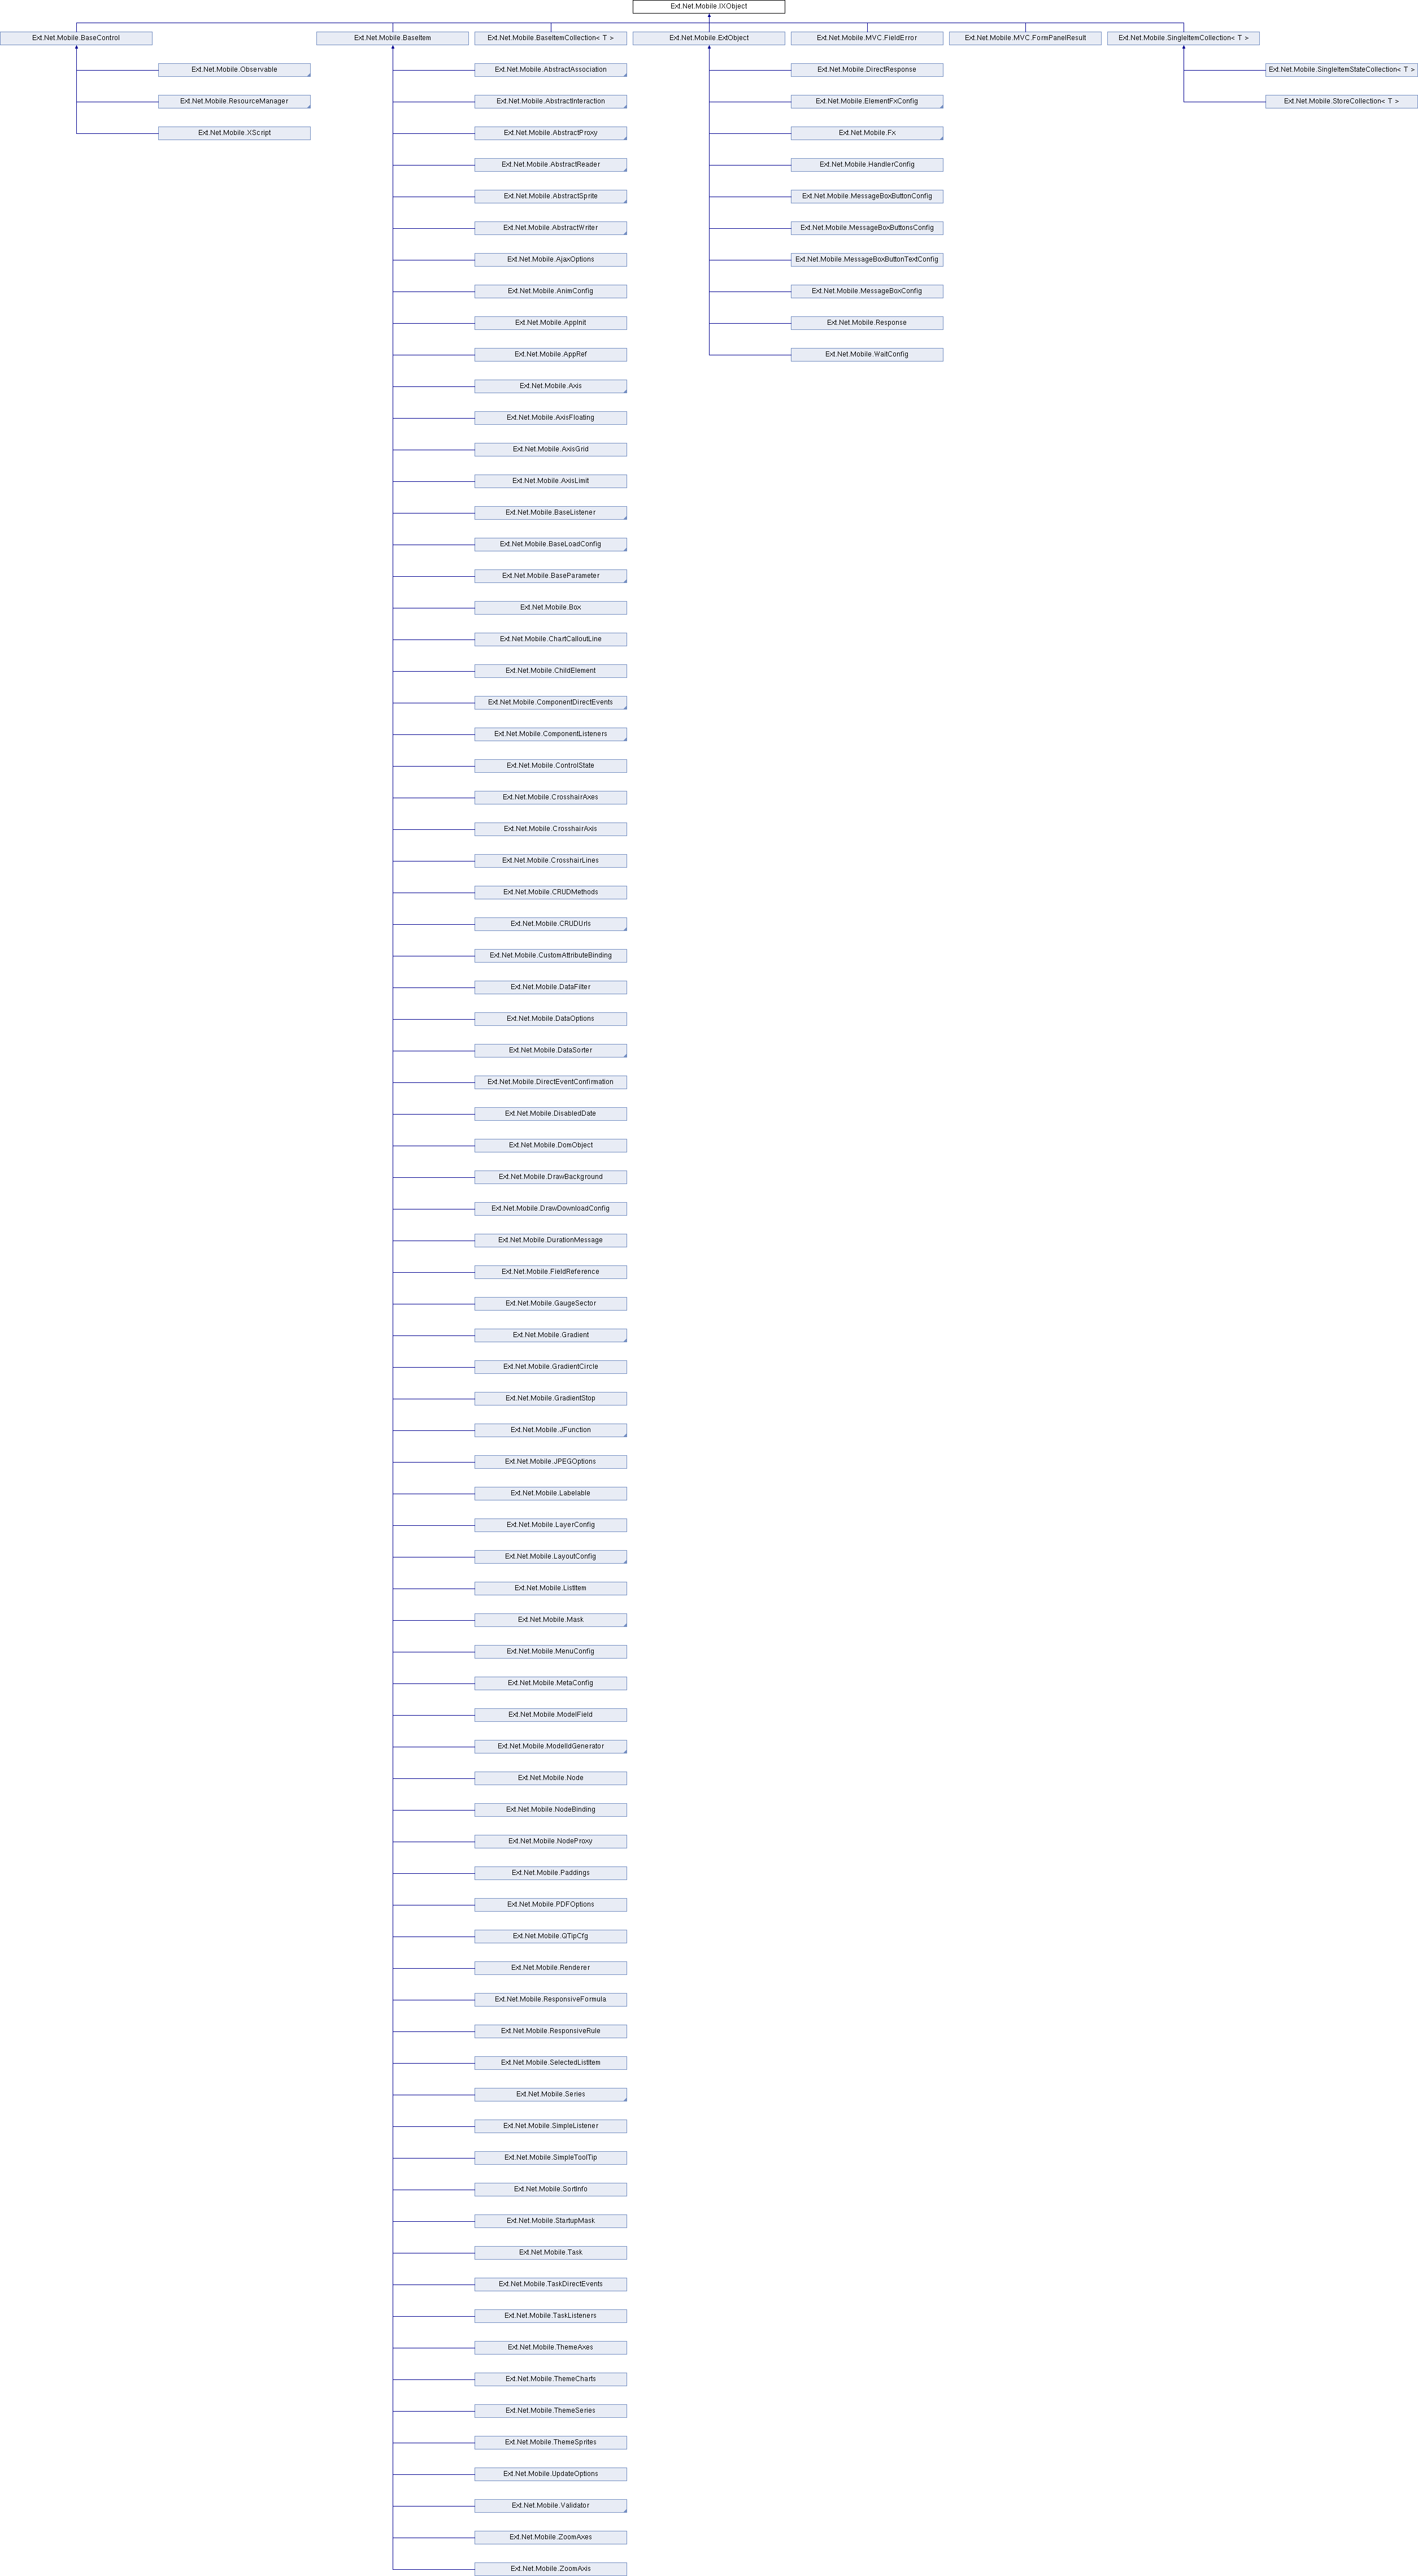 Ext.Net.Mobile.IXObject
Ext.Net.Mobile.BaseControl
Ext.Net.Mobile.BaseItem
Ext.Net.Mobile.BaseItemCollection< T >
Ext.Net.Mobile.ExtObject
Ext.Net.Mobile.MVC.FieldError
Ext.Net.Mobile.MVC.FormPanelResult
Ext.Net.Mobile.SingleItemCollection< T >
Ext.Net.Mobile.Observable
Ext.Net.Mobile.ResourceManager
Ext.Net.Mobile.XScript
Ext.Net.Mobile.AbstractAssociation
Ext.Net.Mobile.AbstractInteraction
Ext.Net.Mobile.AbstractProxy
Ext.Net.Mobile.AbstractReader
Ext.Net.Mobile.AbstractSprite
Ext.Net.Mobile.AbstractWriter
Ext.Net.Mobile.AjaxOptions
Ext.Net.Mobile.AnimConfig
Ext.Net.Mobile.AppInit
Ext.Net.Mobile.AppRef
Ext.Net.Mobile.Axis
Ext.Net.Mobile.AxisFloating
Ext.Net.Mobile.AxisGrid
Ext.Net.Mobile.AxisLimit
Ext.Net.Mobile.BaseListener
Ext.Net.Mobile.BaseLoadConfig
Ext.Net.Mobile.BaseParameter
Ext.Net.Mobile.Box
Ext.Net.Mobile.ChartCalloutLine
Ext.Net.Mobile.ChildElement
Ext.Net.Mobile.ComponentDirectEvents
Ext.Net.Mobile.ComponentListeners
Ext.Net.Mobile.ControlState
Ext.Net.Mobile.CrosshairAxes
Ext.Net.Mobile.CrosshairAxis
Ext.Net.Mobile.CrosshairLines
Ext.Net.Mobile.CRUDMethods
Ext.Net.Mobile.CRUDUrls
Ext.Net.Mobile.CustomAttributeBinding
Ext.Net.Mobile.DataFilter
Ext.Net.Mobile.DataOptions
Ext.Net.Mobile.DataSorter
Ext.Net.Mobile.DirectEventConfirmation
Ext.Net.Mobile.DisabledDate
Ext.Net.Mobile.DomObject
Ext.Net.Mobile.DrawBackground
Ext.Net.Mobile.DrawDownloadConfig
Ext.Net.Mobile.DurationMessage
Ext.Net.Mobile.FieldReference
Ext.Net.Mobile.GaugeSector
Ext.Net.Mobile.Gradient
Ext.Net.Mobile.GradientCircle
Ext.Net.Mobile.GradientStop
Ext.Net.Mobile.JFunction
Ext.Net.Mobile.JPEGOptions
Ext.Net.Mobile.Labelable
Ext.Net.Mobile.LayerConfig
Ext.Net.Mobile.LayoutConfig
Ext.Net.Mobile.ListItem
Ext.Net.Mobile.Mask
Ext.Net.Mobile.MenuConfig
Ext.Net.Mobile.MetaConfig
Ext.Net.Mobile.ModelField
Ext.Net.Mobile.ModelIdGenerator
Ext.Net.Mobile.Node
Ext.Net.Mobile.NodeBinding
Ext.Net.Mobile.NodeProxy
Ext.Net.Mobile.Paddings
Ext.Net.Mobile.PDFOptions
Ext.Net.Mobile.QTipCfg
Ext.Net.Mobile.Renderer
Ext.Net.Mobile.ResponsiveFormula
Ext.Net.Mobile.ResponsiveRule
Ext.Net.Mobile.SelectedListItem
Ext.Net.Mobile.Series
Ext.Net.Mobile.SimpleListener
Ext.Net.Mobile.SimpleToolTip
Ext.Net.Mobile.SortInfo
Ext.Net.Mobile.StartupMask
Ext.Net.Mobile.Task
Ext.Net.Mobile.TaskDirectEvents
Ext.Net.Mobile.TaskListeners
Ext.Net.Mobile.ThemeAxes
Ext.Net.Mobile.ThemeCharts
Ext.Net.Mobile.ThemeSeries
Ext.Net.Mobile.ThemeSprites
Ext.Net.Mobile.UpdateOptions
Ext.Net.Mobile.Validator
Ext.Net.Mobile.ZoomAxes
Ext.Net.Mobile.ZoomAxis
Ext.Net.Mobile.DirectResponse
Ext.Net.Mobile.ElementFxConfig
Ext.Net.Mobile.Fx
Ext.Net.Mobile.HandlerConfig
Ext.Net.Mobile.MessageBoxButtonConfig
Ext.Net.Mobile.MessageBoxButtonsConfig
Ext.Net.Mobile.MessageBoxButtonTextConfig
Ext.Net.Mobile.MessageBoxConfig
Ext.Net.Mobile.Response
Ext.Net.Mobile.WaitConfig
Ext.Net.Mobile.SingleItemStateCollection< T >
Ext.Net.Mobile.StoreCollection< T >